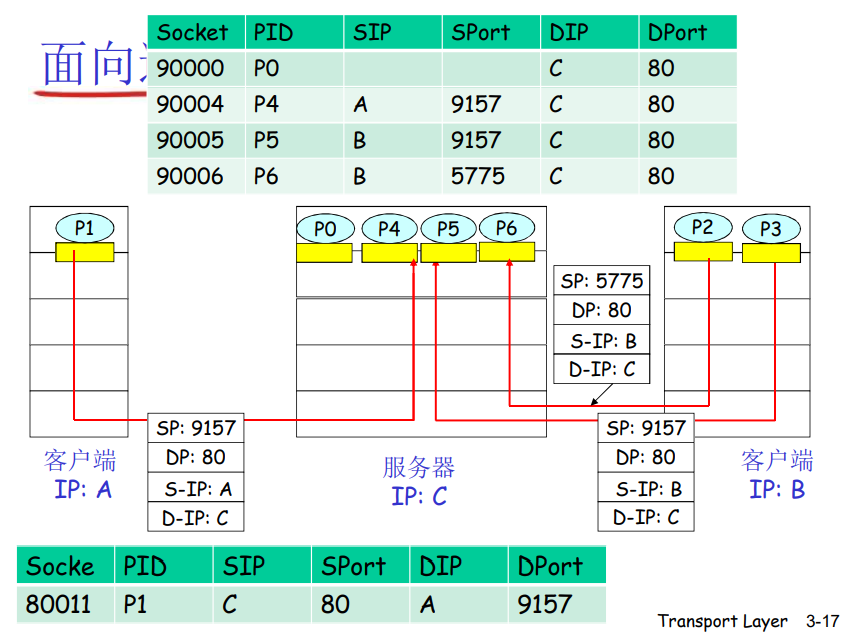 面向
Socket PID SIP SPort DIP DPort
90000 P0 C 80
90004 P4 A 9157 C 80
90005 P5 B 9157 C 80
90006 P6 B 5775 C 80
P1
P0 P4 P5 P6
P2 P3
SP: 5775
DP: 80
S-IP: B
D-IP: C
SP: 9157
DP: 80
S-IP: A
D-IP: C
SP: 9157
DP: 80
S-IP: B
D-IP: C
客户端
IP: A
服务器
IP: C
客户端
IP: B
Socke PID SIP SPort DIP DPort
80011 P1 C 80 A 9157
Transport Layer 3-17